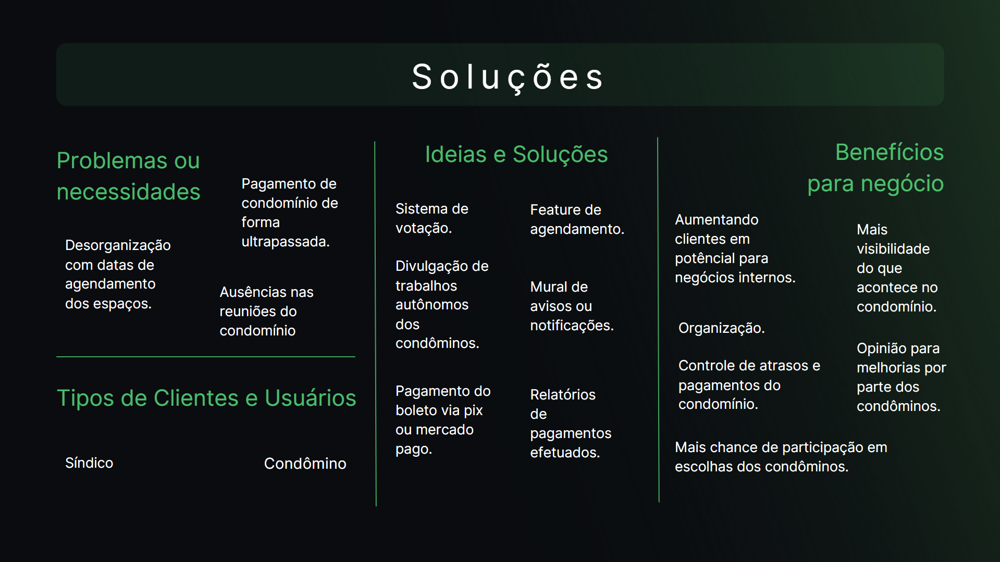 Soluções
Problemas ou
necessidades
Pagamento de
condomínio de
forma
ultrapassada.
Desorganização
com datas de
agendamento
dos espaços.
Ausências nas
reuniões do
condomínio
Tipos de Clientes e Usuários
Síndico
Condômino
Ideias e Soluções
Sistema de
votação.
Feature de
agendamento.
Divulgação de
trabalhos
autônomos
dos
condôminos.
Mural de
avisos ou
notificações.
Pagamento do
boleto via pix
ou mercado
pago.
Relatórios
de
pagamentos
efetuados.
Benefícios
para negócio
Aumentando
clientes em
potêncial para
negócios internos.
Mais
visibilidade
do que
acontece no
condomínio.
Organização.
Controle de atrasos e
pagamentos do
condomínio.
Opinião para
melhorias por
parte dos
condôminos.
Mais chance de participação em
escolhas dos condôminos.